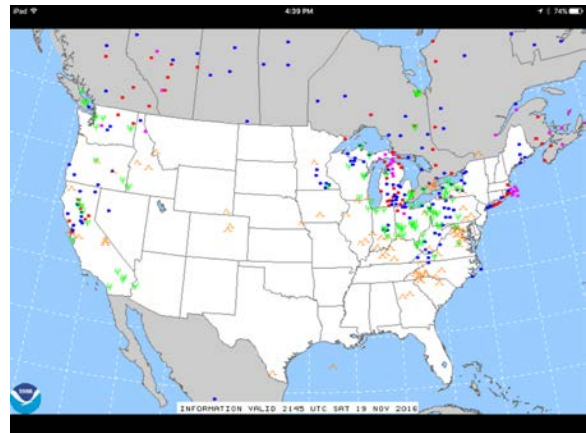 iPad
4:39 PM
74%
NOAA
INFORMATION VALID 2145 UTC SAT 19 NOV 2016